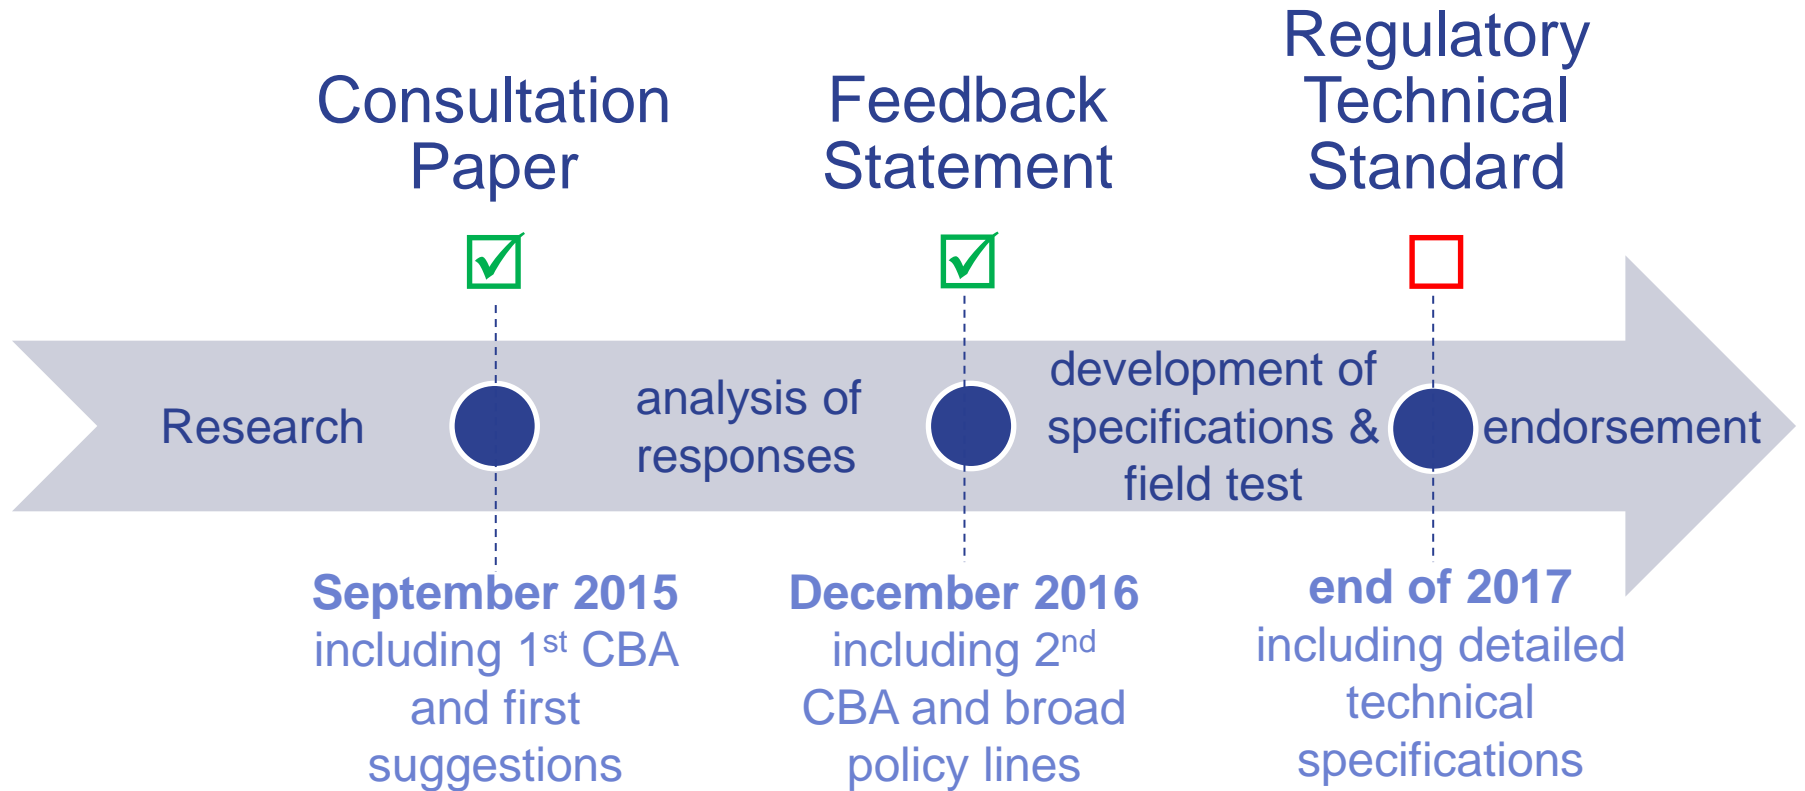 Consultation
Paper
Feedback
Statement
Regulatory
Technical
Standard
Research
analysis of
responses
development of
specifications &
field test
endorsement
September 2015
including 1st CBA
and first
suggestions
December 2016
including 2nd
CBA and broad
policy lines
end of 2017
including detailed
technical
specifications